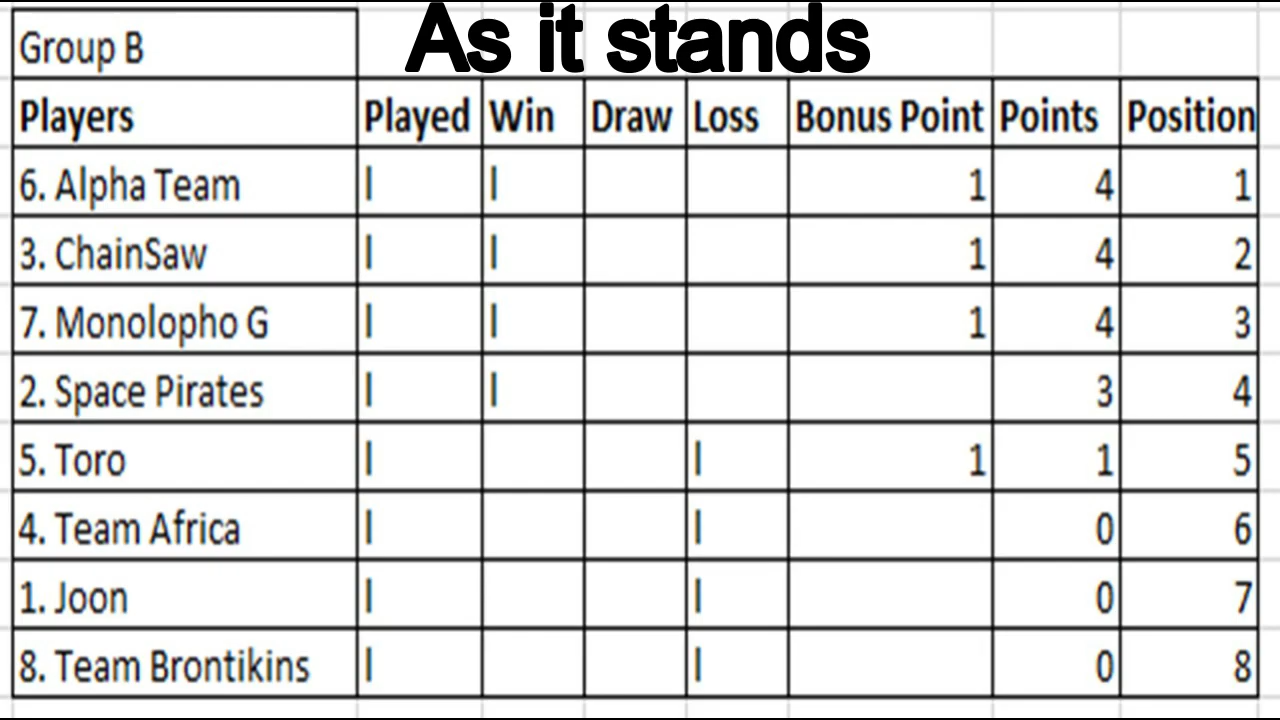 As it stands
Group B
Players Played Win Draw Loss Bonus Point Points Position
6. Alpha Team l l 1 4 1
3. ChainSaw l l 1 4 2
7. Monolopho G l l 1 4 3
2. Space Pirates l l 3 4
5. Toro l l 1 1 5
4. Team Africa l l 0 6
1. Joon l l 0 7
8. Team Brontikins l l 0 8